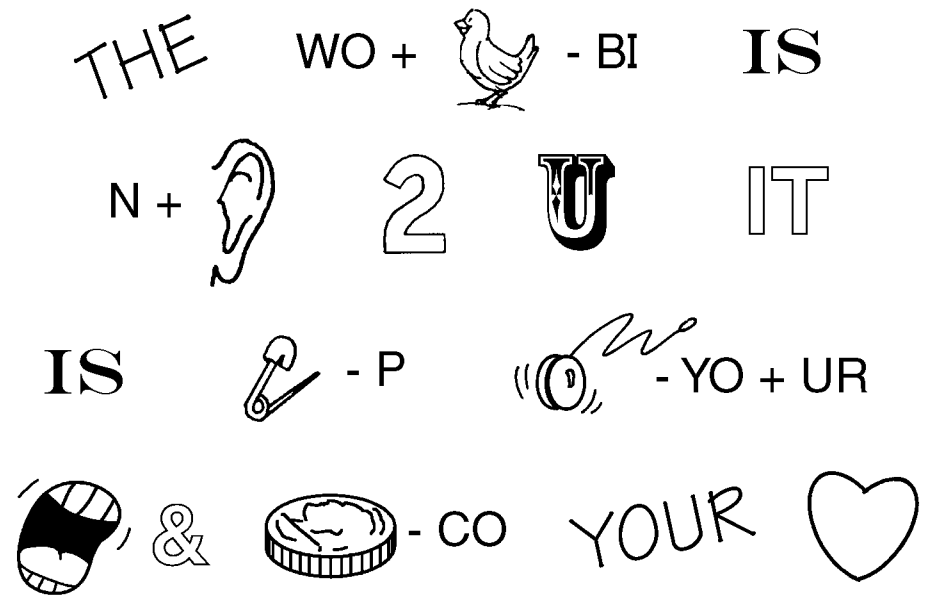 THE WO + - BI IS
N + 2 U IT
IS - P - YO + UR
& - CO YOUR